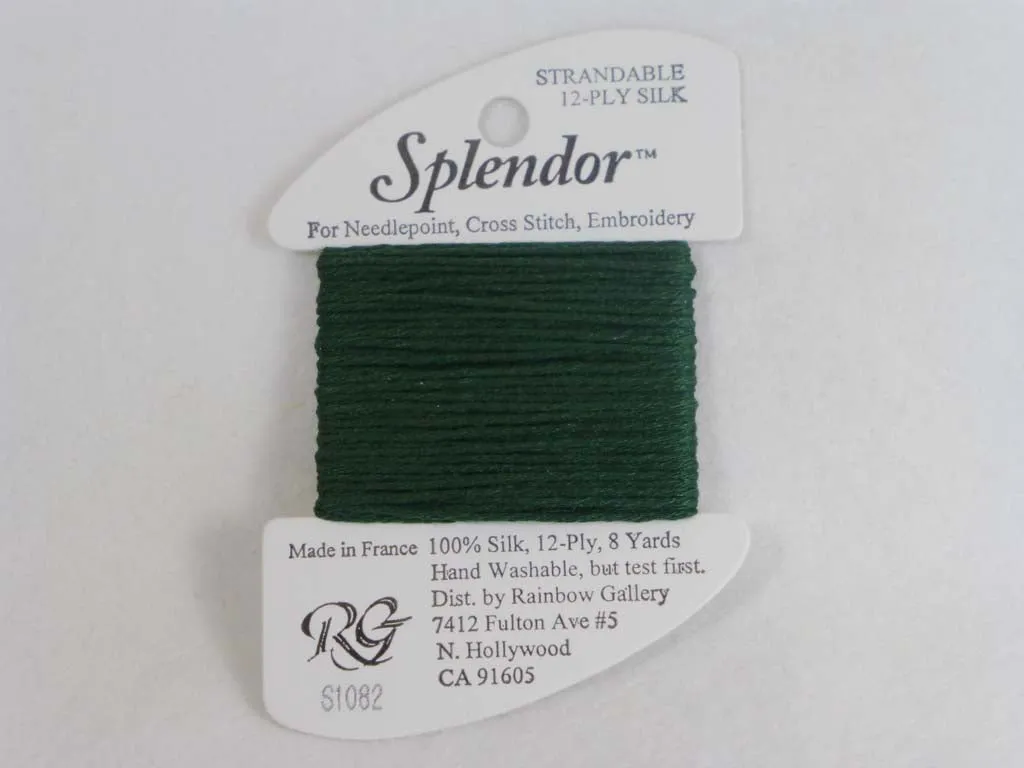 STRANDABLE
12-PLY SILK
Splendor™
For Needlepoint, Cross Stitch, Embroidery
Made in France 100% Silk, 12-Ply, 8 Yards
Hand Washable, but test first.
Dist. by Rainbow Gallery
7412 Fulton Ave #5
N. Hollywood
CA 91605
RG
S1082